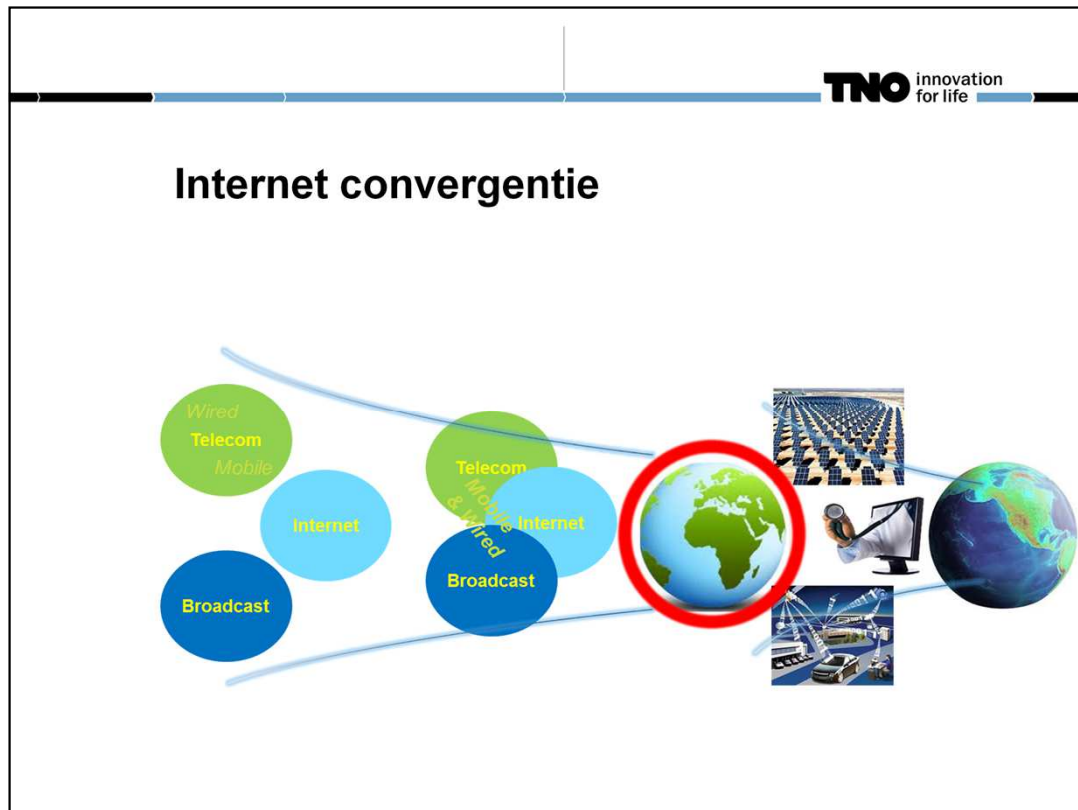 TNO innovation
for life
Internet convergentie
Wired
Telecom
Mobile
Internet
Broadcast
Telecom
Mobile
& Wired
Internet
Broadcast